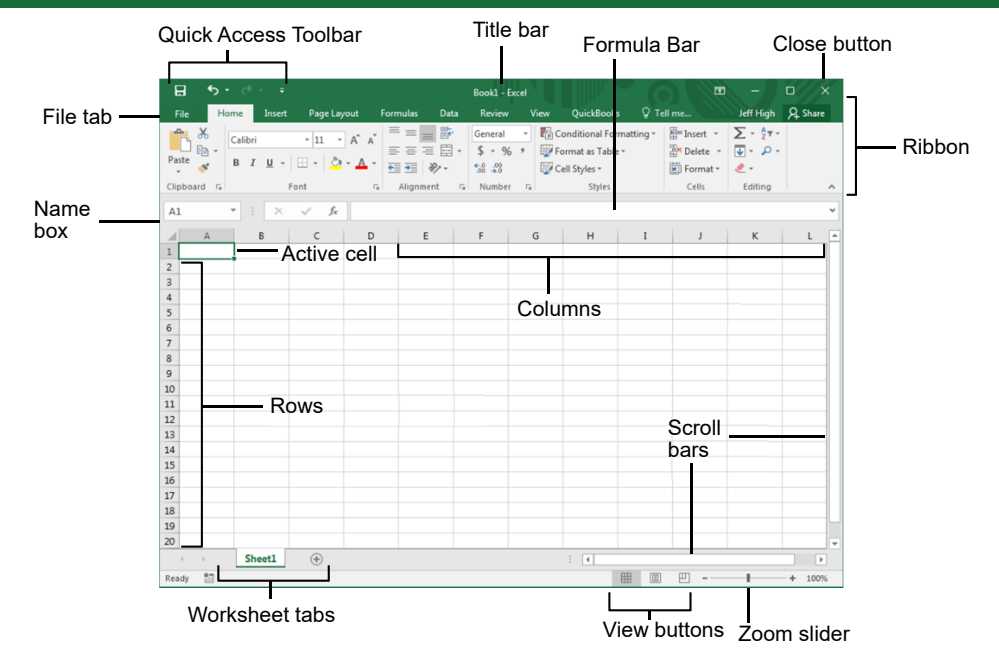 Quick Access Toolbar
Title bar
Formula Bar
Close button
File tab
Ribbon
Name
box
Book1 - Excel
File Home Insert Page Layout Formulas Data Review View QuickBooks Tell me... Jeff High Share
Calibri 11 General Conditional Formatting Insert
Paste $ % , Format as Table Delete
B I U Cell Styles Format
Clipboard Font Alignment Number Styles Cells Editing
A1 fx
A B C D E F G H I J K L
1
Active cell
2
3
4
Columns
5
6
7
8
9
10
11
Rows
12
13
Scroll
bars
14
15
16
17
18
19
20
Sheet1
Ready 100%
Worksheet tabs
View buttons
Zoom slider